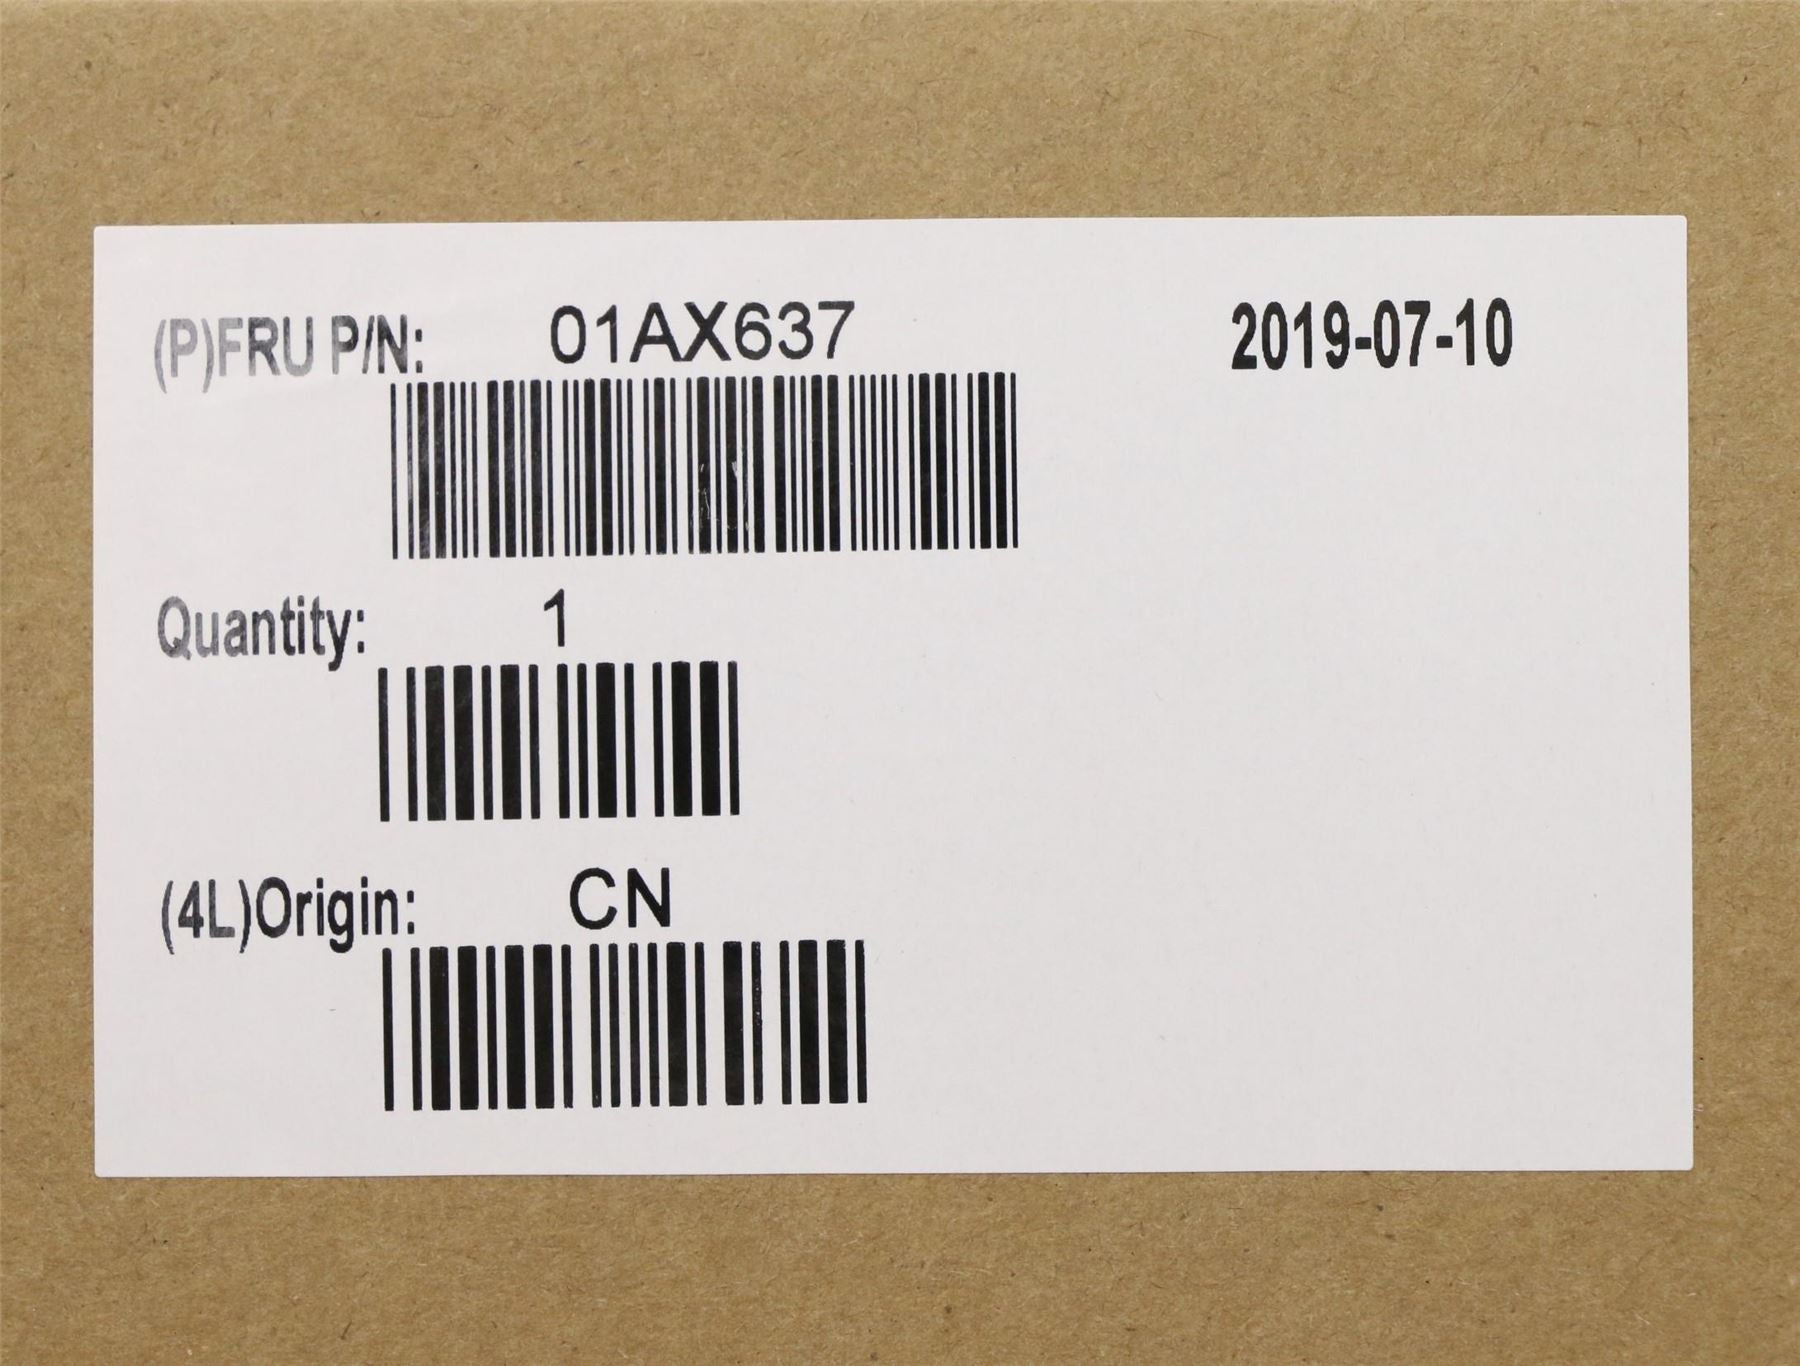 (P)FRU P/N: 01AX637 2019-07-10
Quantity: 1
(4L)Origin: CN